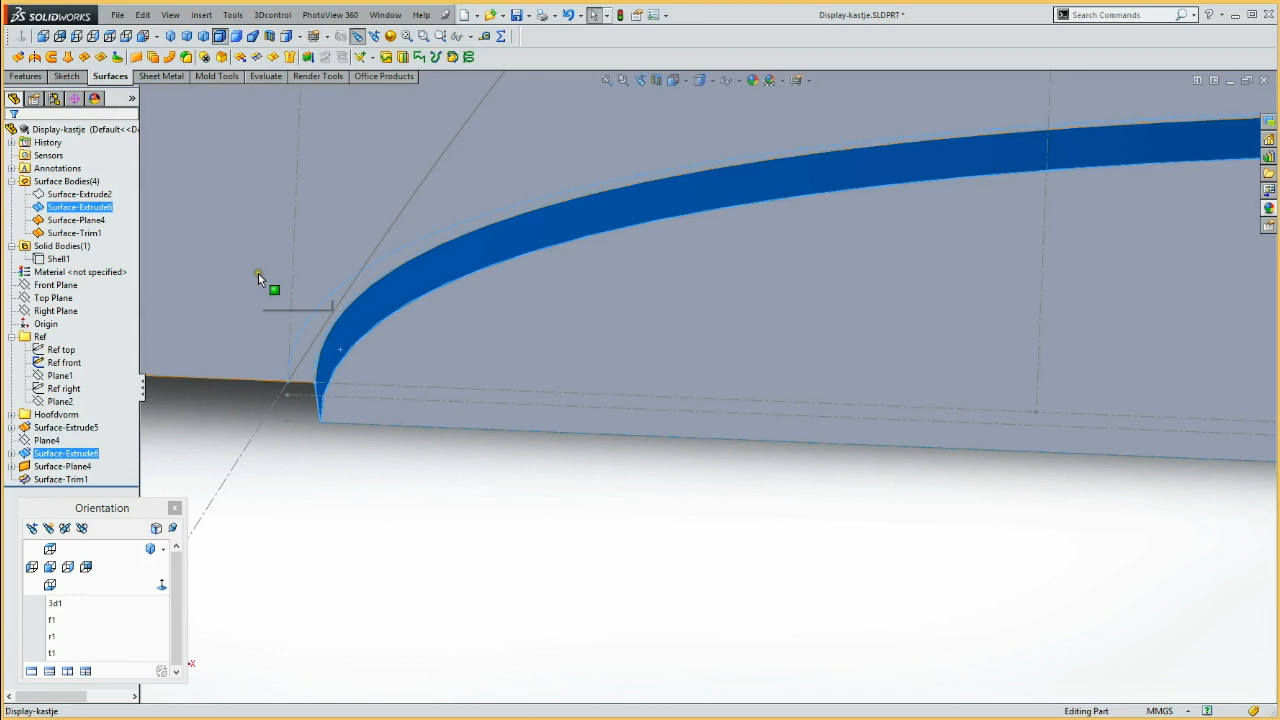 SOLIDWORKS File Edit View Insert Tools 3Dcontrol PhotoView 360 Window Help Display-kastje.SLDPRT * Search Commands
Features Sketch Surfaces Sheet Metal Mold Tools Evaluate Render Tools Office Products
Display-kastje (Default<<D
History
Sensors
Annotations
Surface Bodies(4)
Surface-Extrude2
Surface-Extrude6
Surface-Plane4
Surface-Trim1
Solid Bodies(1)
Shell1
Material <not specified>
Front Plane
Top Plane
Right Plane
Origin
Ref
Ref top
Ref front
Plane1
Ref right
Plane2
Hoofdvorm
Surface-Extrude5
Plane4
Surface-Extrude6
Surface-Plane4
Surface-Trim1
Orientation
3d1
f1
r1
t1
X
Display-kastje Editing Part MMGS